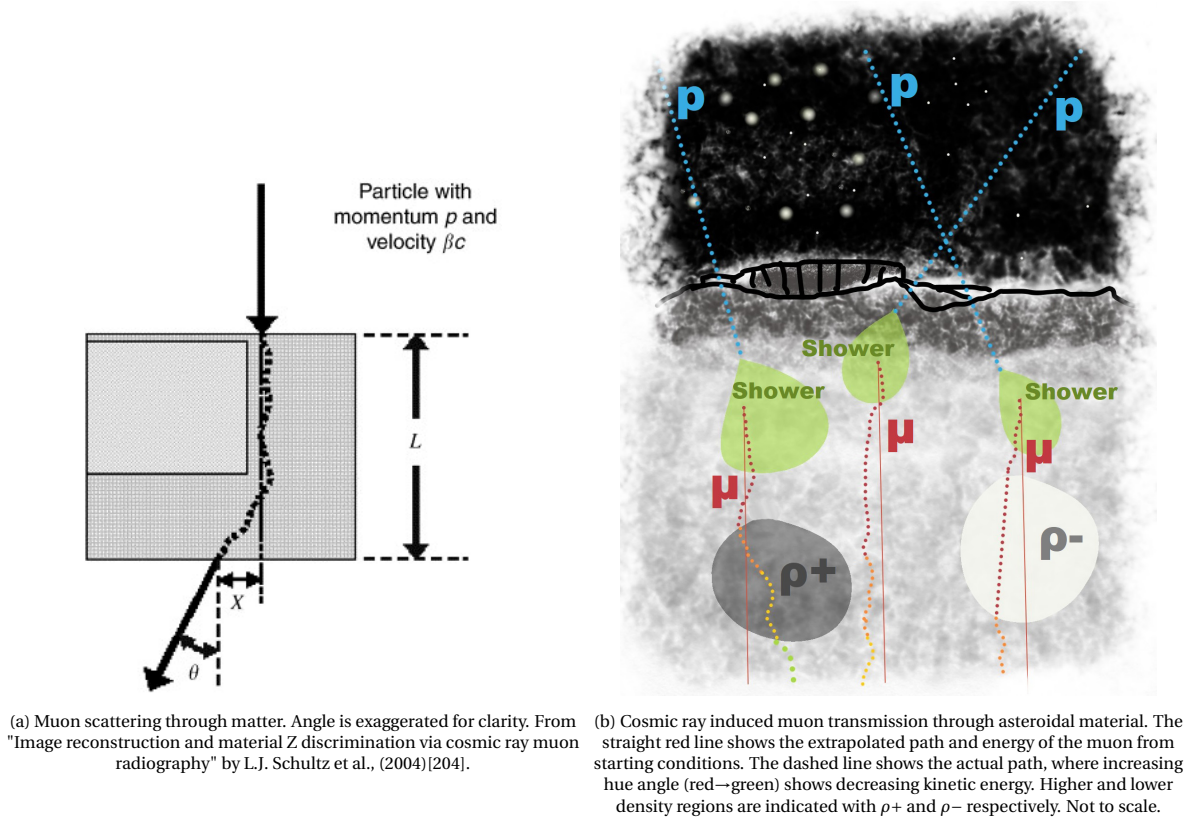 Particle with
momentum p and
velocity βc
L
X
θ
p
p
p
Shower
Shower
Shower
μ
μ
μ
ρ+
ρ-
(a) Muon scattering through matter. Angle is exaggerated for clarity. From
"Image reconstruction and material Z discrimination via cosmic ray muon
radiography" by L.J. Schultz et al., (2004)[204].
(b) Cosmic ray induced muon transmission through asteroidal material. The
straight red line shows the extrapolated path and energy of the muon from
starting conditions. The dashed line shows the actual path, where increasing
hue angle (red→green) shows decreasing kinetic energy. Higher and lower
density regions are indicated with ρ+ and ρ− respectively. Not to scale.